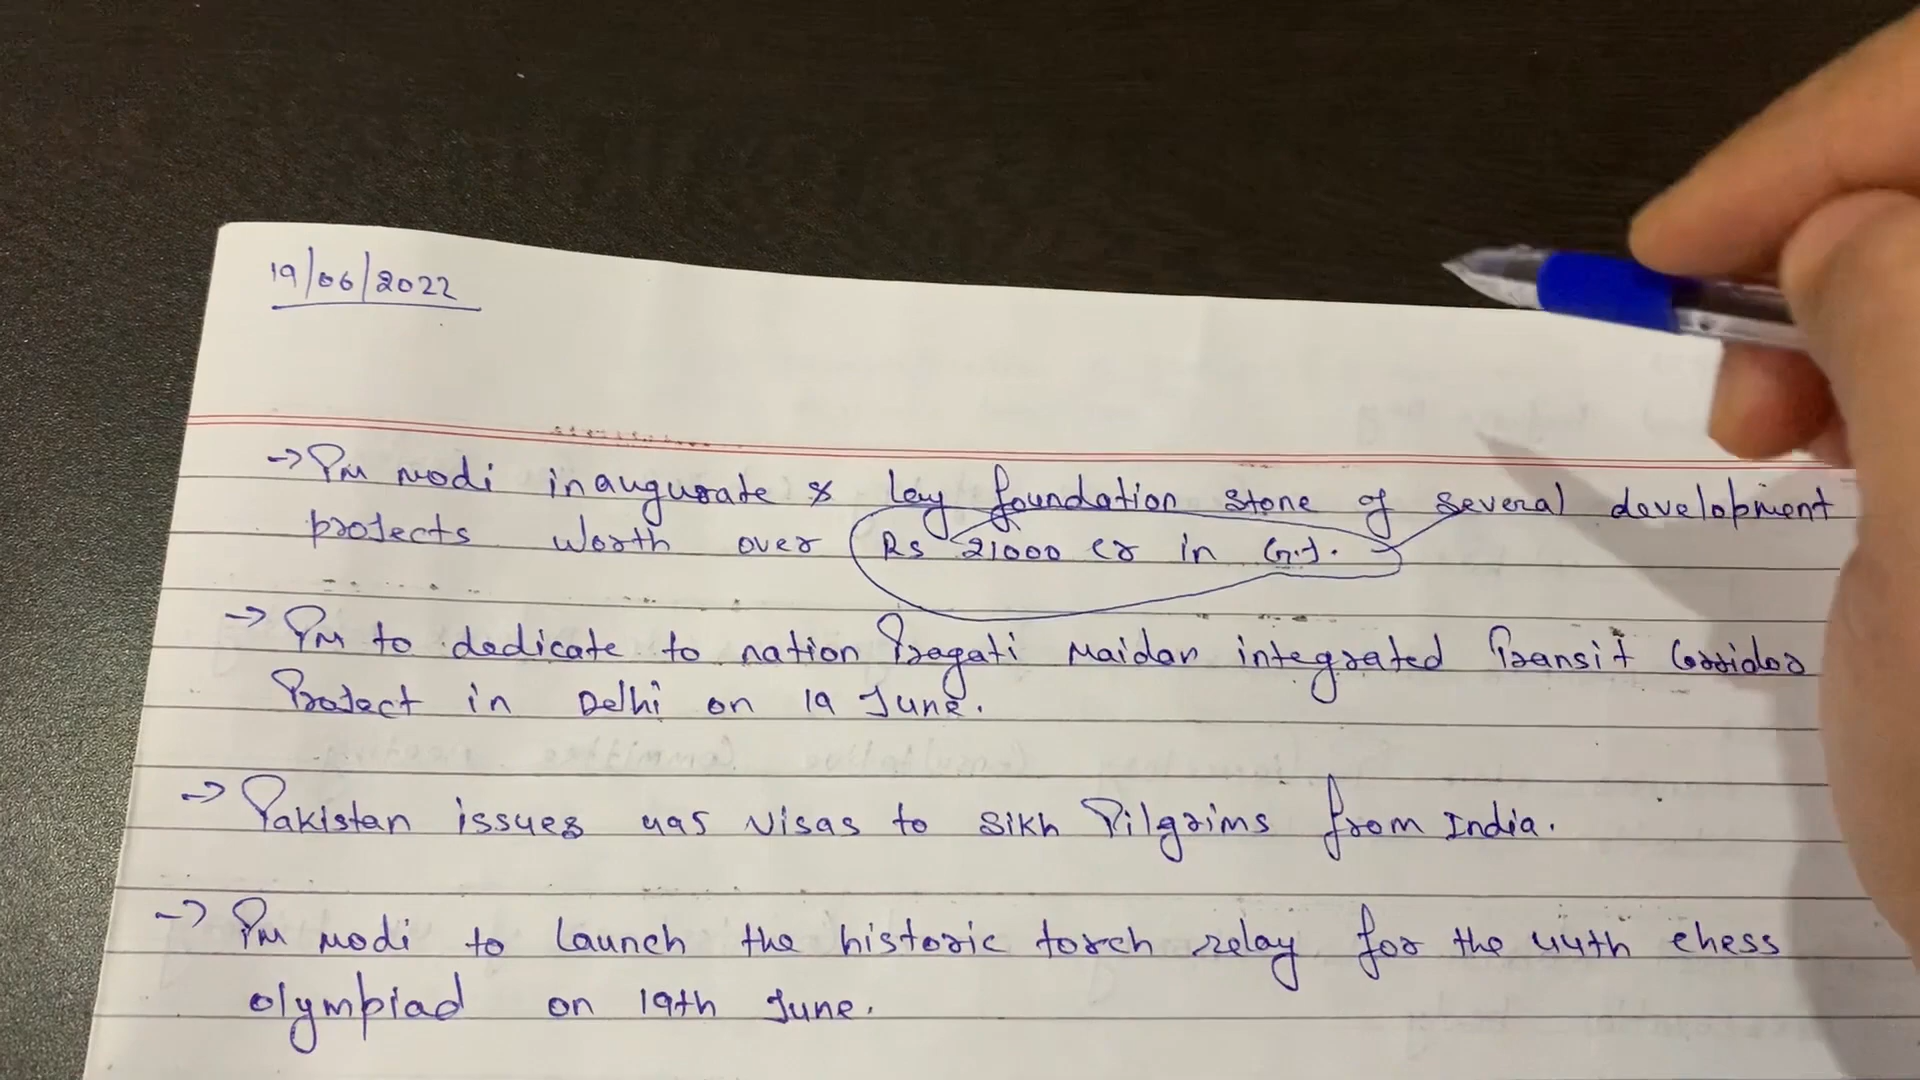 19/06/2022
-> PM Modi inaugurate & lay foundation stone of several development
projects worth over Rs 21000 cr in GJ.
-> PM to dedicate to nation Pragati Maidan integrated Transit Corridor
Project in Delhi on 19 June.
-> Pakistan issues 495 visas to Sikh Pilgrims from India.
-> PM Modi to launch the historic torch relay for the 44th chess
olympiad on 19th June.